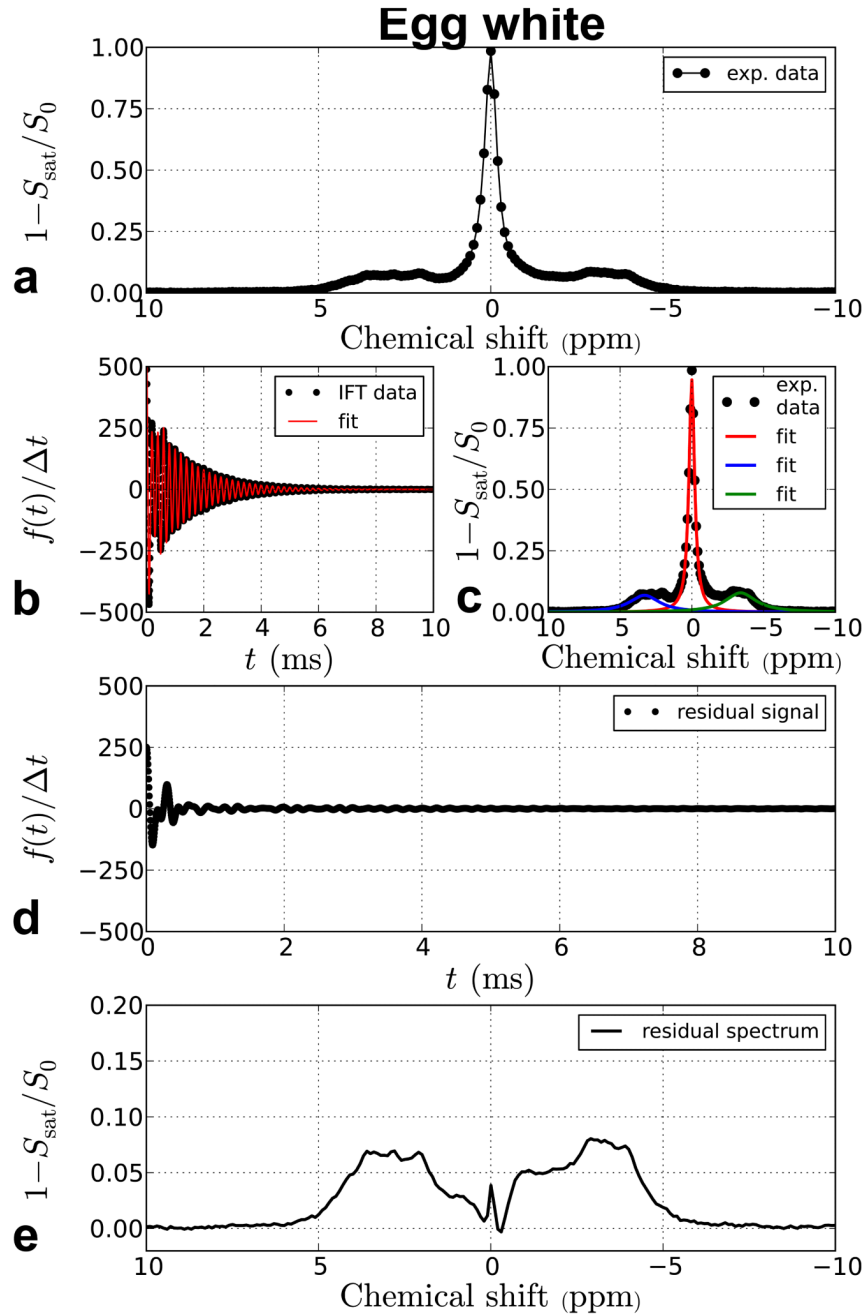 Egg white
1.00
0.75
0.50
0.25
0.00
1−S_sat/S_0
exp. data
a
10 5 0 −5 −10
Chemical shift (ppm)
500
250
0
−250
−500
f(t)/Δt
IFT data
fit
b
0 2 4 6 8 10
t (ms)
1.00
0.75
0.50
0.25
0.00
1−S_sat/S_0
exp.
data
fit
fit
fit
c
10 5 0 −5 −10
Chemical shift (ppm)
500
250
0
−250
−500
f(t)/Δt
residual signal
d
0 2 4 6 8 10
t (ms)
0.20
0.15
0.10
0.05
0.00
1−S_sat/S_0
residual spectrum
e
10 5 0 −5 −10
Chemical shift (ppm)